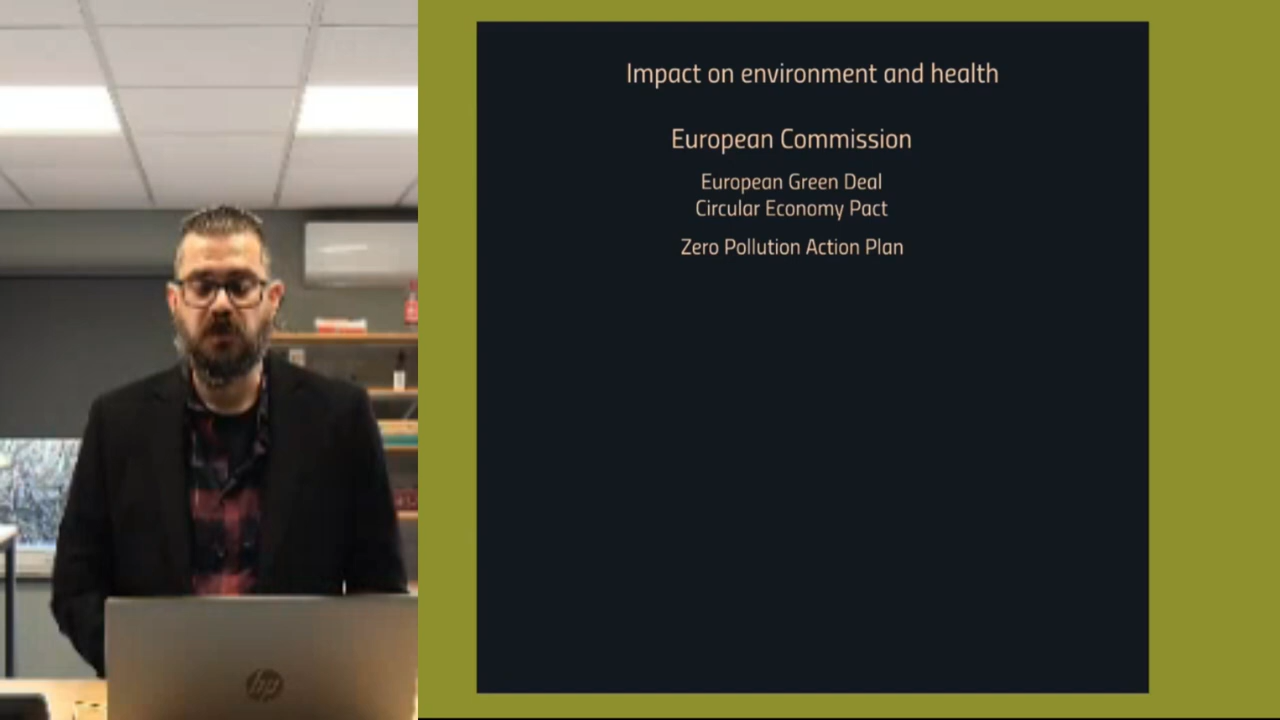 Impact on environment and health
European Commission
European Green Deal
Circular Economy Pact
Zero Pollution Action Plan
hp